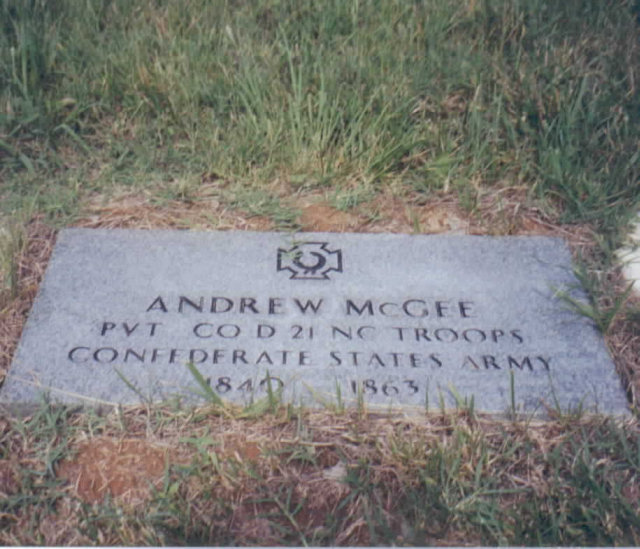 ANDREW McGEE
PVT CO D 21 NC TROOPS
CONFEDERATE STATES ARMY
1840 1863